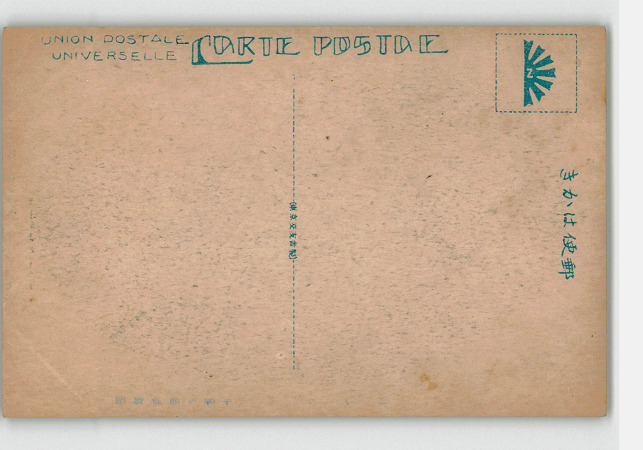 UNION POSTALE
UNIVERSELLE
CARTE POSTALE
N
きかは便郵